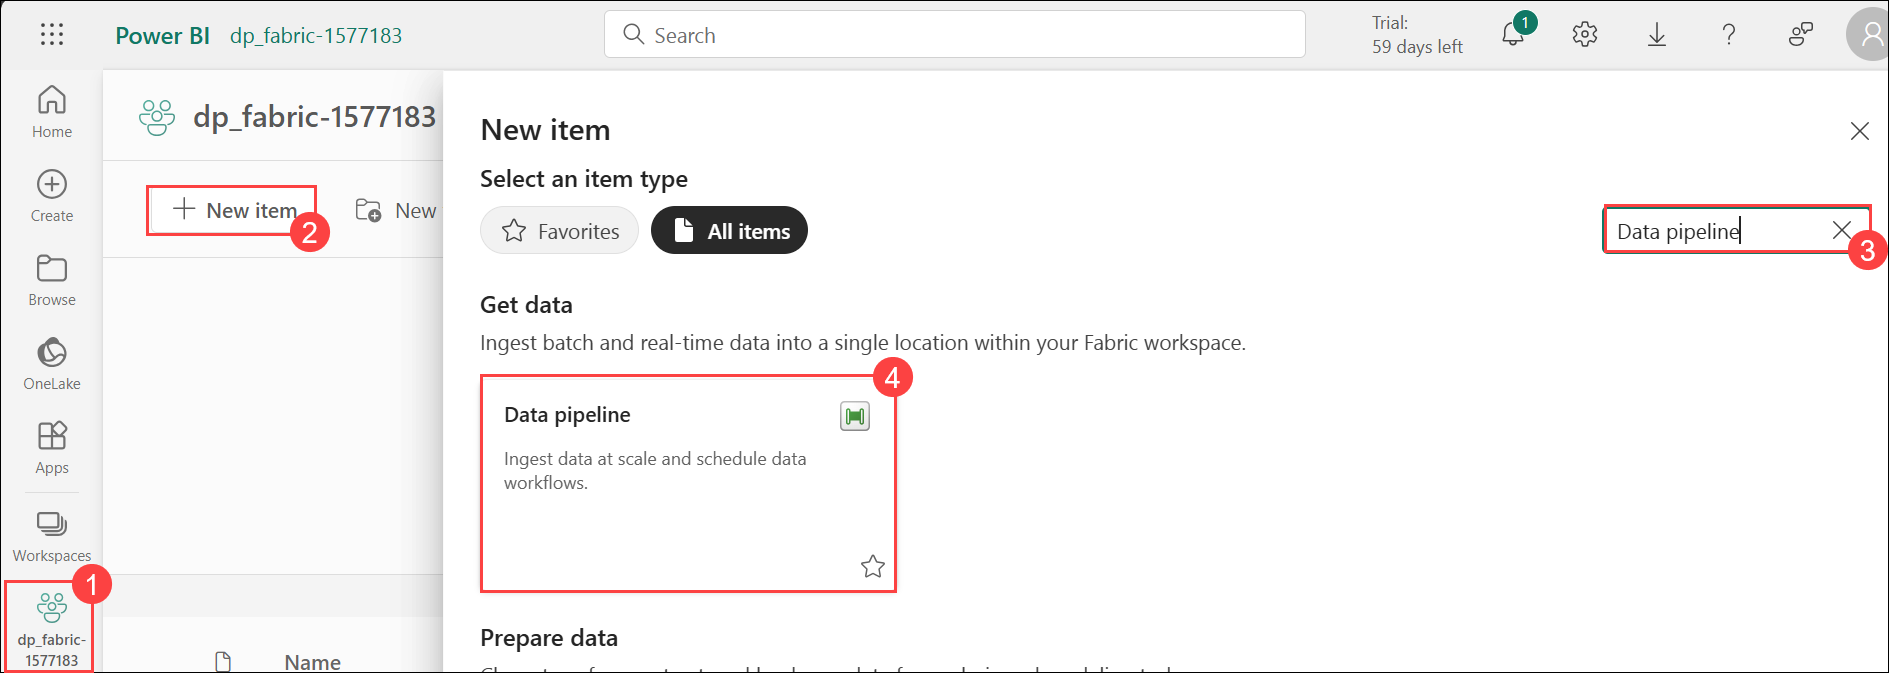 Power BI dp_fabric-1577183
Search
Trial:
59 days left
1
Home
Create
Browse
OneLake
Apps
Workspaces
1
dp_fabric-
1577183
dp_fabric-1577183
New item
2
New
Name
New item
Select an item type
Favorites
All items
Data pipeline
3
Get data
Ingest batch and real-time data into a single location within your Fabric workspace.
4
Data pipeline
Ingest data at scale and schedule data
workflows.
Prepare data